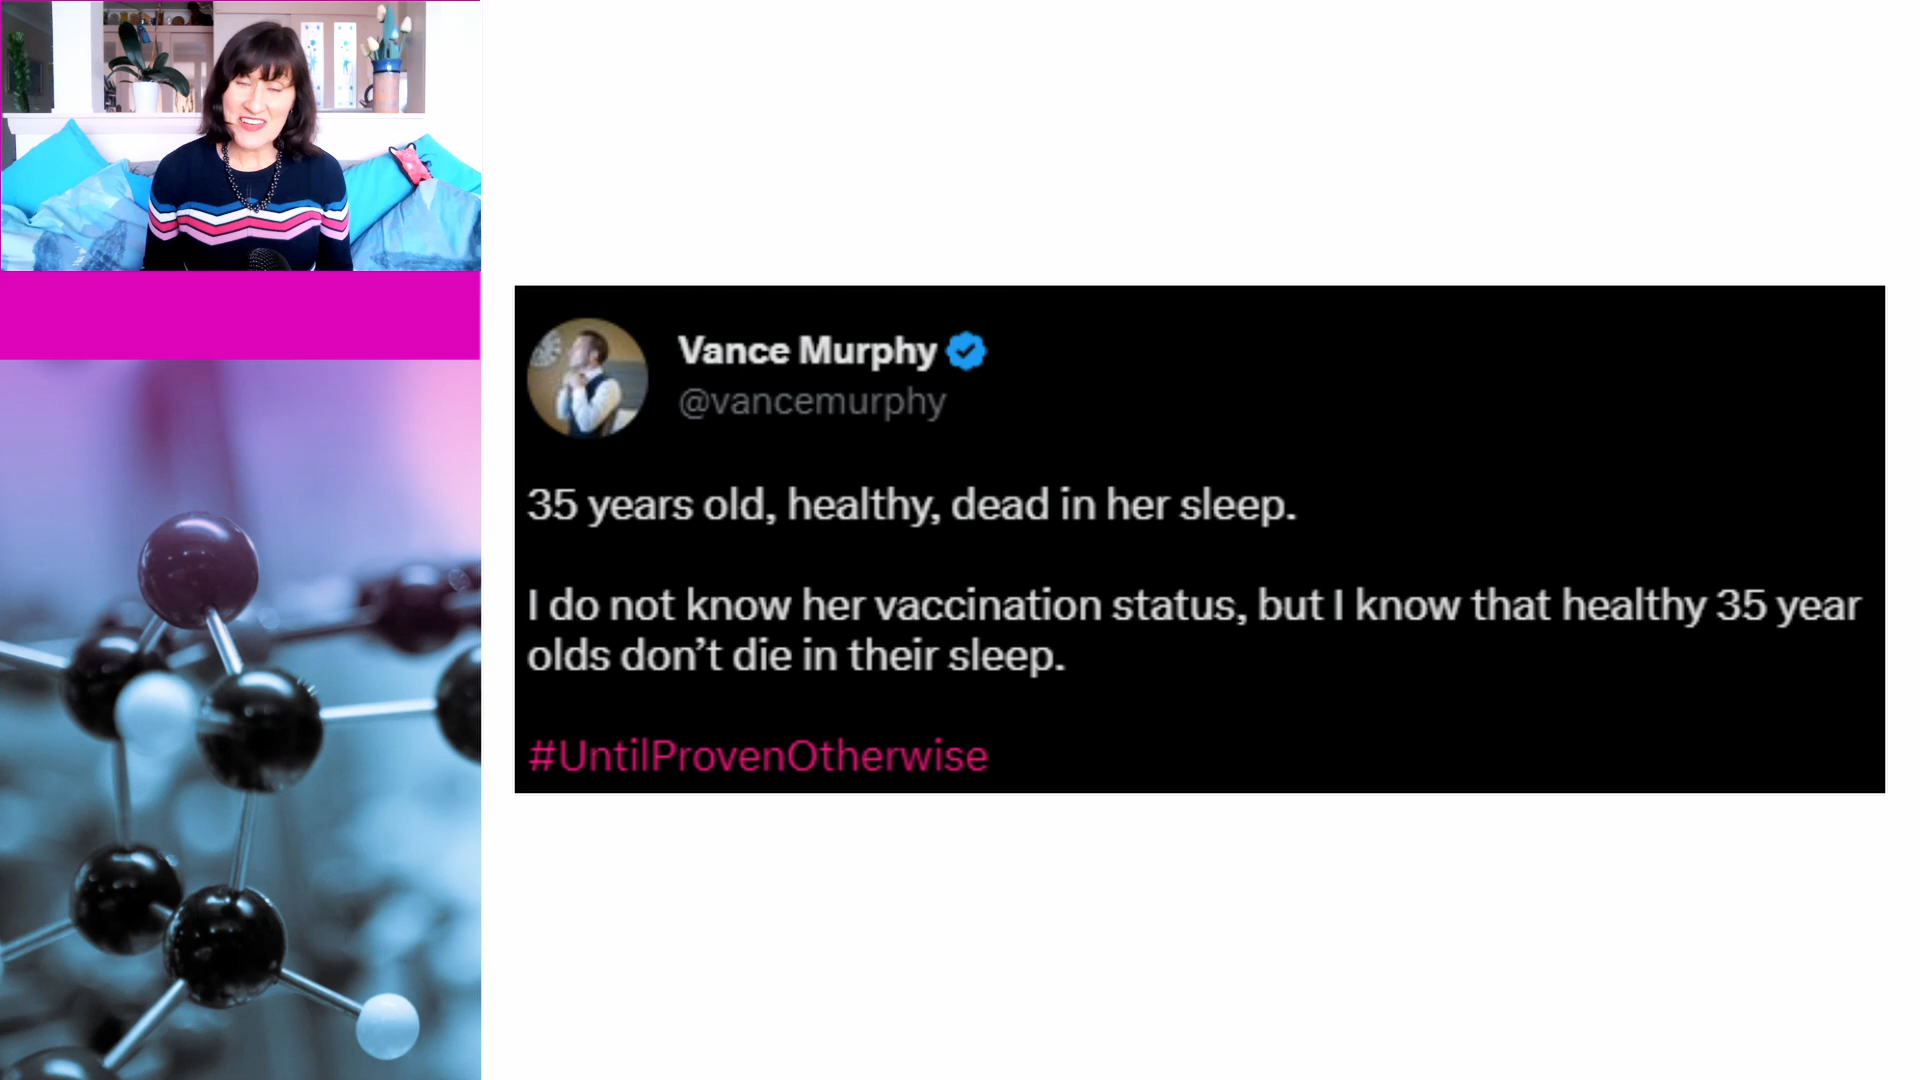 Vance Murphy
@vancemurphy
35 years old, healthy, dead in her sleep.
I do not know her vaccination status, but I know that healthy 35 year
olds don’t die in their sleep.
#UntilProvenOtherwise